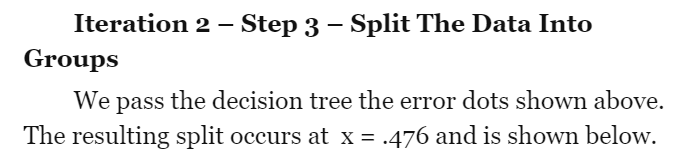 Iteration 2 – Step 3 – Split The Data Into
Groups
We pass the decision tree the error dots shown above.
The resulting split occurs at x = .476 and is shown below.